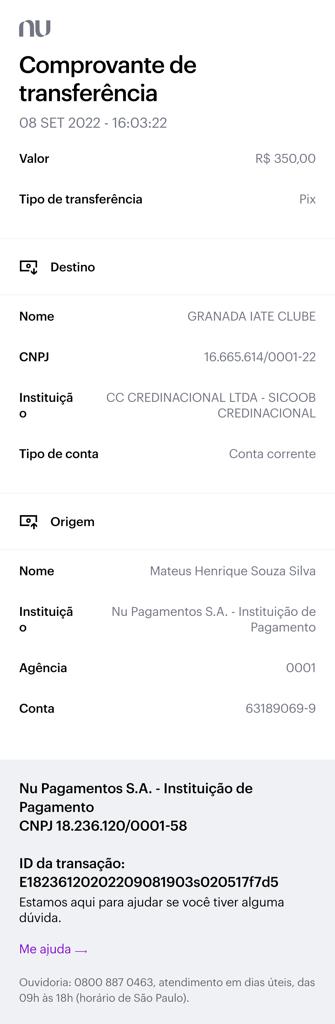 nu
Comprovante de
transferência
08 SET 2022 - 16:03:22
Valor R$ 350,00
Tipo de transferência Pix
Destino
Nome GRANADA IATE CLUBE
CNPJ 16.665.614/0001-22
Instituiçã CC CREDINACIONAL LTDA - SICOOB
o CREDINACIONAL
Tipo de conta Conta corrente
Origem
Nome Mateus Henrique Souza Silva
Instituiçã Nu Pagamentos S.A. - Instituição de
o Pagamento
Agência 0001
Conta 63189069-9
Nu Pagamentos S.A. - Instituição de
Pagamento
CNPJ 18.236.120/0001-58
ID da transação:
E18236120202209081903s020517f7d5
Estamos aqui para ajudar se você tiver alguma
dúvida.
Me ajuda →
Ouvidoria: 0800 887 0463, atendimento em dias úteis, das
09h às 18h (horário de São Paulo).